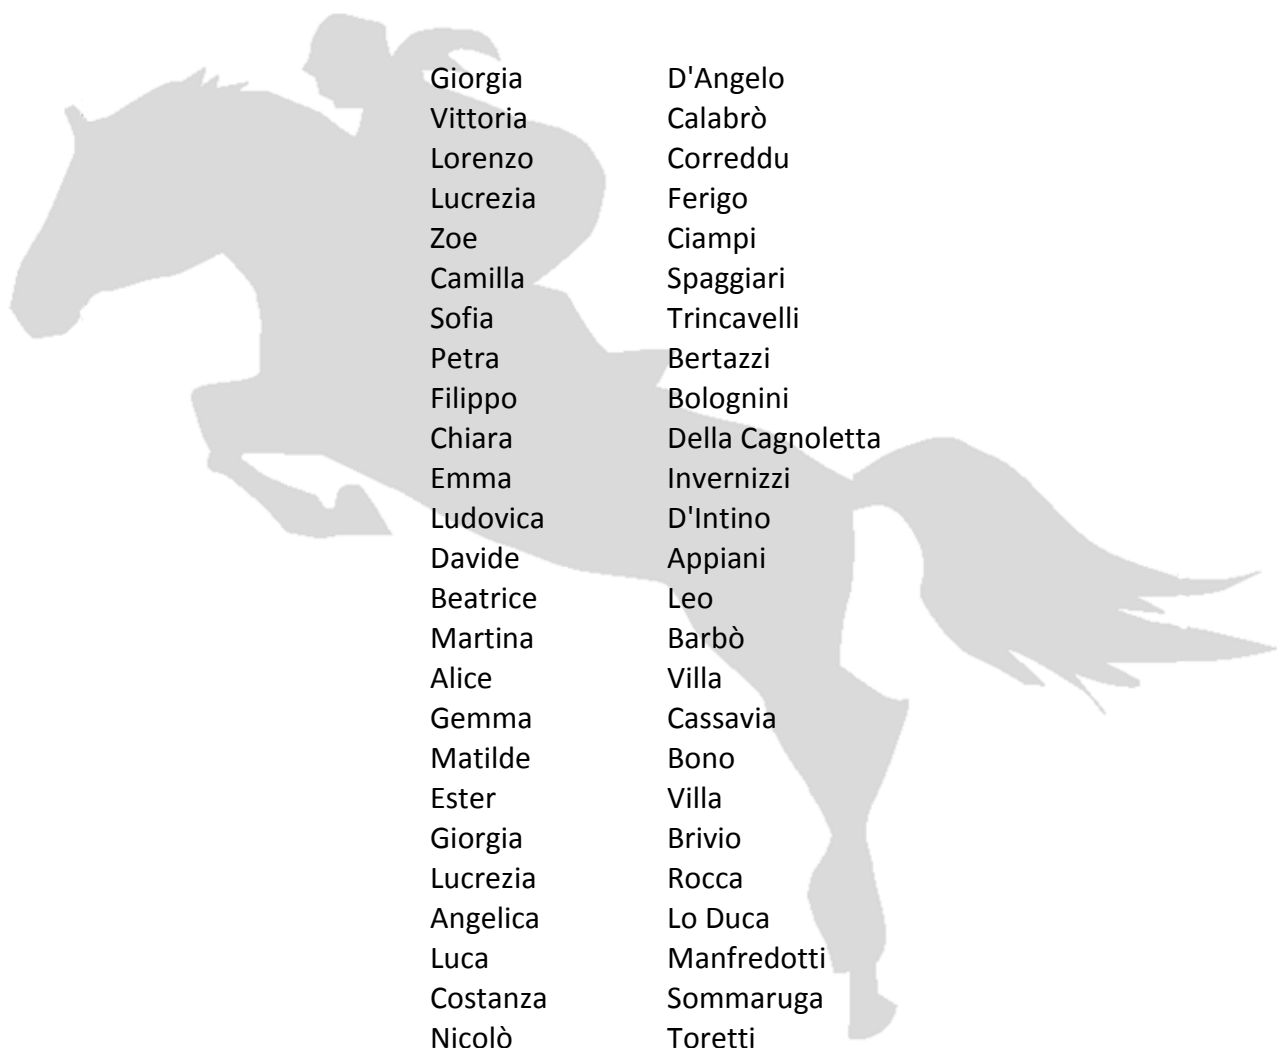 Giorgia D'Angelo
Vittoria Calabrò
Lorenzo Correddu
Lucrezia Ferigo
Zoe Ciampi
Camilla Spaggiari
Sofia Trincavelli
Petra Bertazzi
Filippo Bolognini
Chiara Della Cagnoletta
Emma Invernizzi
Ludovica D'Intino
Davide Appiani
Beatrice Leo
Martina Barbò
Alice Villa
Gemma Cassavia
Matilde Bono
Ester Villa
Giorgia Brivio
Lucrezia Rocca
Angelica Lo Duca
Luca Manfredotti
Costanza Sommaruga
Nicolò Toretti